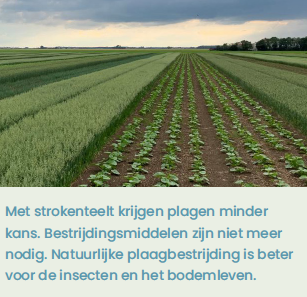 Met strokenteelt krijgen plagen minder
kans. Bestrijdingsmiddelen zijn niet meer
nodig. Natuurlijke plaagbestrijding is beter
voor de insecten en het bodemleven.